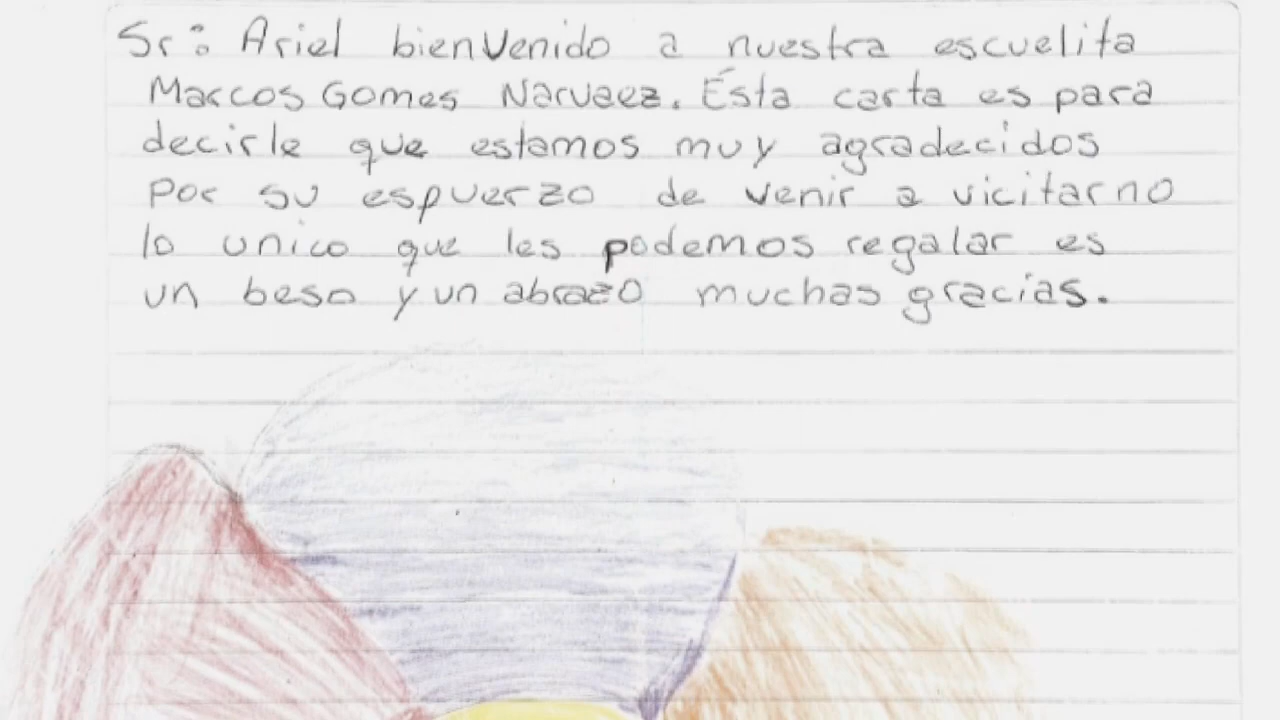 Sr: Ariel bienVenido a nuestra escuelita
Marcos Gomes Narvaez. Ésta carta es para
decirle que estamos muy agradecidos
por su espuerzo de venir a vicitarno
lo unico que les podemos regalar es
un beso y un abrazo muchas gracias.